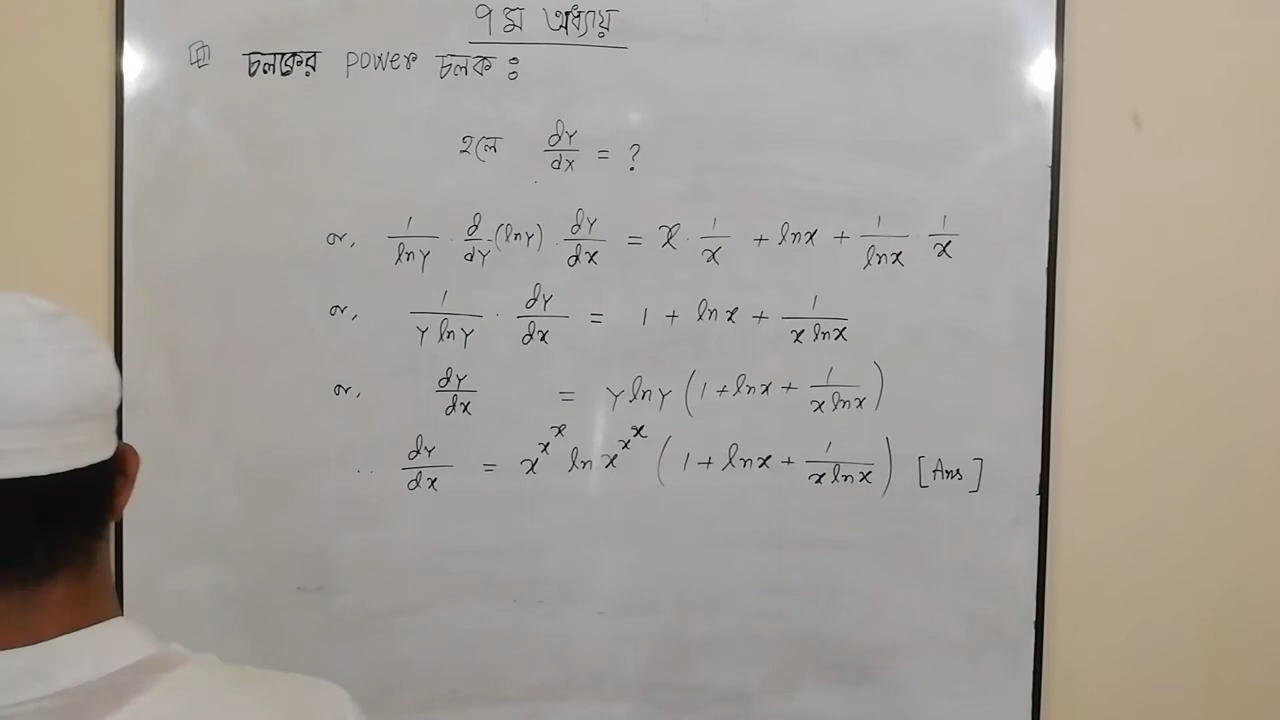 ৭ম অধ্যায়
চলকের power চলক :
হলে dy/dx = ?
or, 1/lny · d/dy (lny) · dy/dx = x · 1/x + lnx + 1/lnx · 1/x
or, 1/(y lny) · dy/dx = 1 + lnx + 1/(x lnx)
or, dy/dx = y lny (1 + lnx + 1/(x lnx))
∴ dy/dx = x^x^x ln x^x^x (1 + lnx + 1/(x lnx)) [Ans]